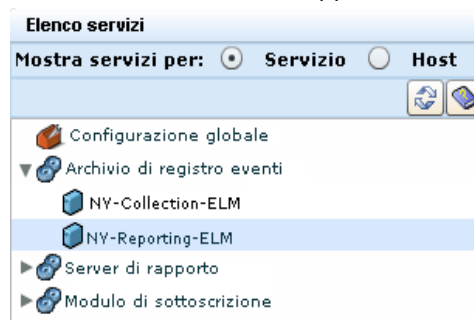 Elenco servizi
Mostra servizi per: Servizio Host
Configurazione globale
Archivio di registro eventi
NY-Collection-ELM
NY-Reporting-ELM
Server di rapporto
Modulo di sottoscrizione